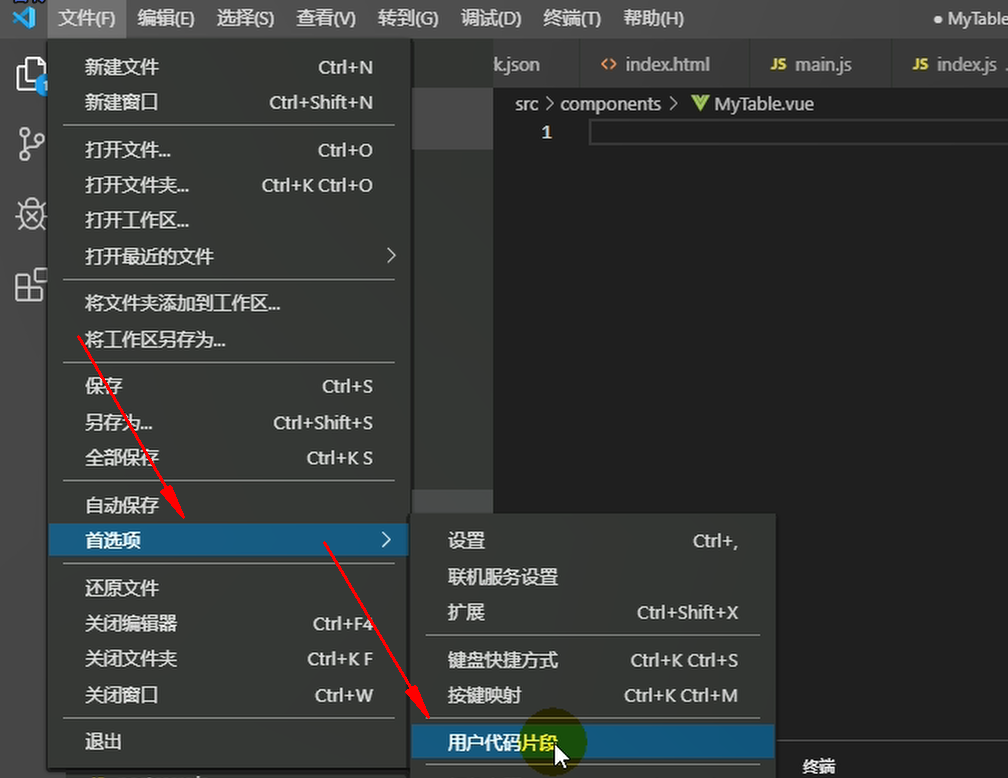 文件(F) 编辑(E) 选择(S) 查看(V) 转到(G) 调试(D) 终端(T) 帮助(H) ● MyTable
k.json <> index.html JS main.js JS index.js
src > components > MyTable.vue
1
新建文件 Ctrl+N
新建窗口 Ctrl+Shift+N
打开文件... Ctrl+O
打开文件夹... Ctrl+K Ctrl+O
打开工作区...
打开最近的文件 >
将文件夹添加到工作区...
将工作区另存为...
保存 Ctrl+S
另存为... Ctrl+Shift+S
全部保存 Ctrl+K S
自动保存
首选项 >
还原文件
关闭编辑器 Ctrl+F4
关闭文件夹 Ctrl+K F
关闭窗口 Ctrl+W
退出
设置 Ctrl+,
联机服务设置
扩展 Ctrl+Shift+X
键盘快捷方式 Ctrl+K Ctrl+S
按键映射 Ctrl+K Ctrl+M
用户代码片段
终端